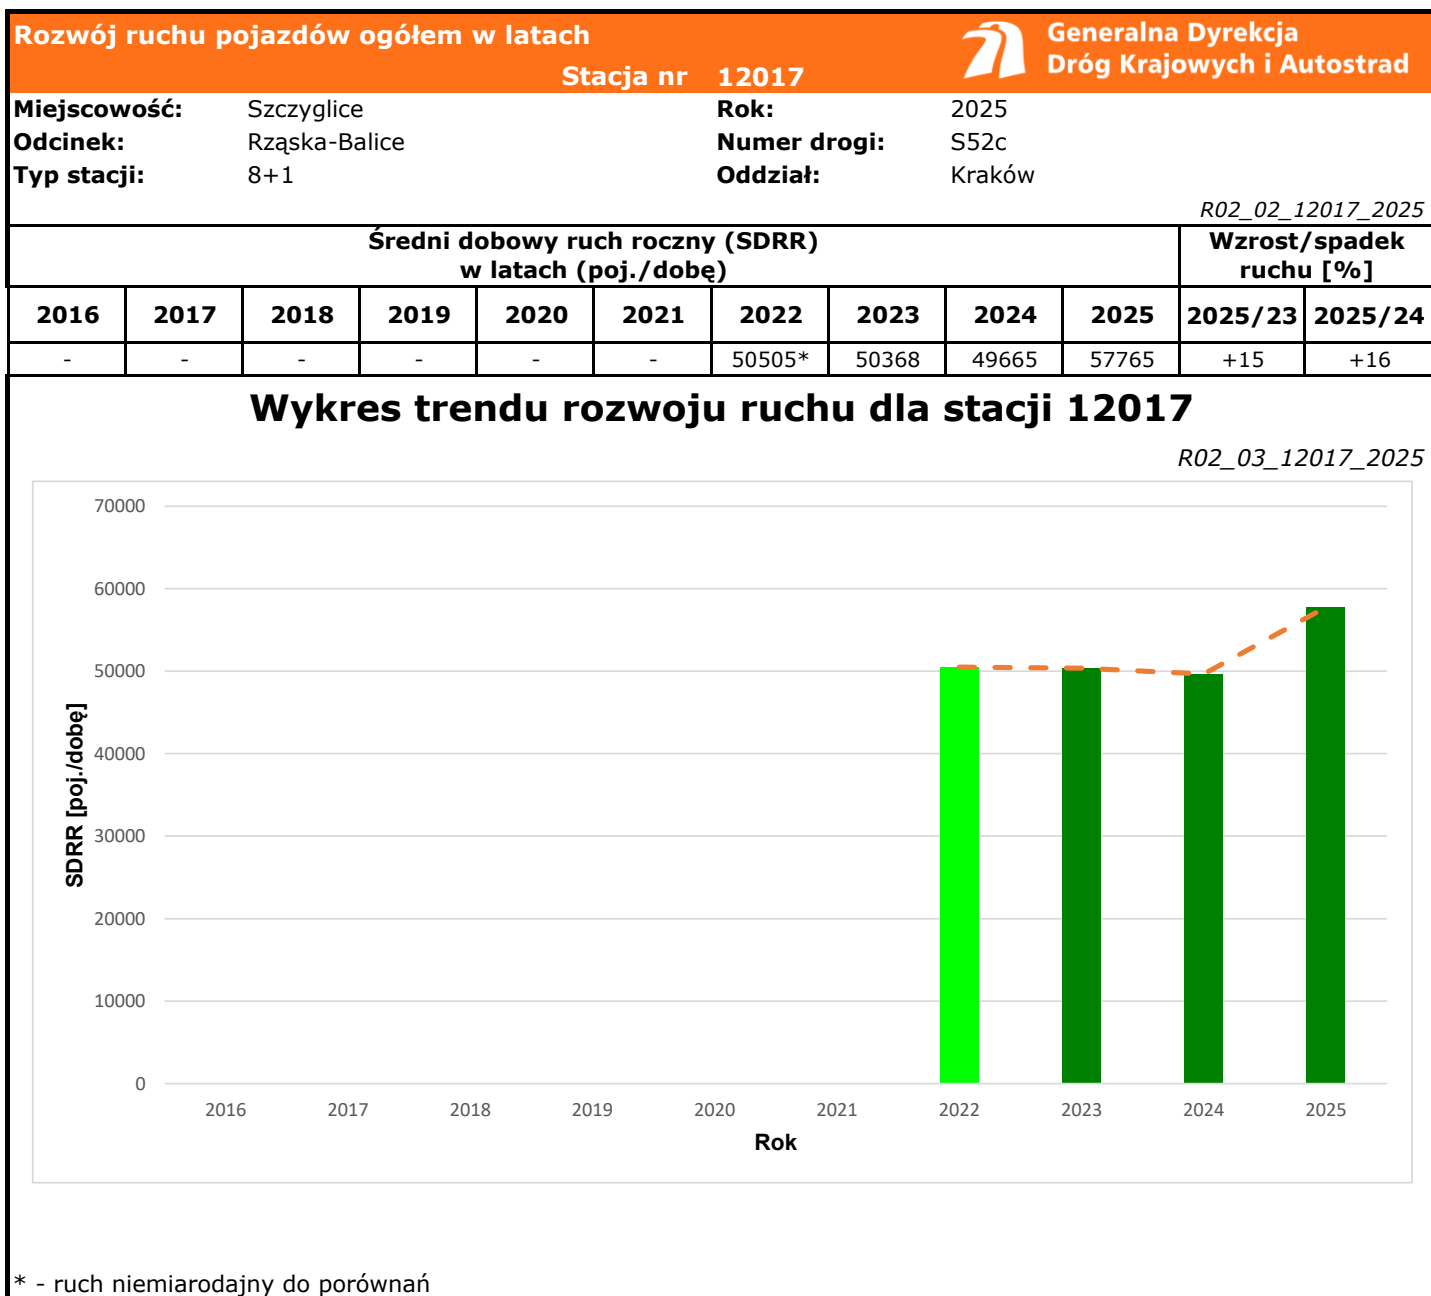 Rozwój ruchu pojazdów ogółem w latach
Generalna Dyrekcja
Dróg Krajowych i Autostrad
Stacja nr 12017
Miejscowość: Szczyglice Rok: 2025
Odcinek: Rząska-Balice Numer drogi: S52c
Typ stacji: 8+1 Oddział: Kraków
R02_02_12017_2025
Średni dobowy ruch roczny (SDRR)
w latach (poj./dobę)
Wzrost/spadek
ruchu [%]
2016 2017 2018 2019 2020 2021 2022 2023 2024 2025 2025/23 2025/24
- - - - - - 50505* 50368 49665 57765 +15 +16
Wykres trendu rozwoju ruchu dla stacji 12017
R02_03_12017_2025
70000
60000
50000
40000
30000
20000
10000
0
SDRR [poj./dobę]
2016 2017 2018 2019 2020 2021 2022 2023 2024 2025
Rok
* - ruch niemiarodajny do porównań